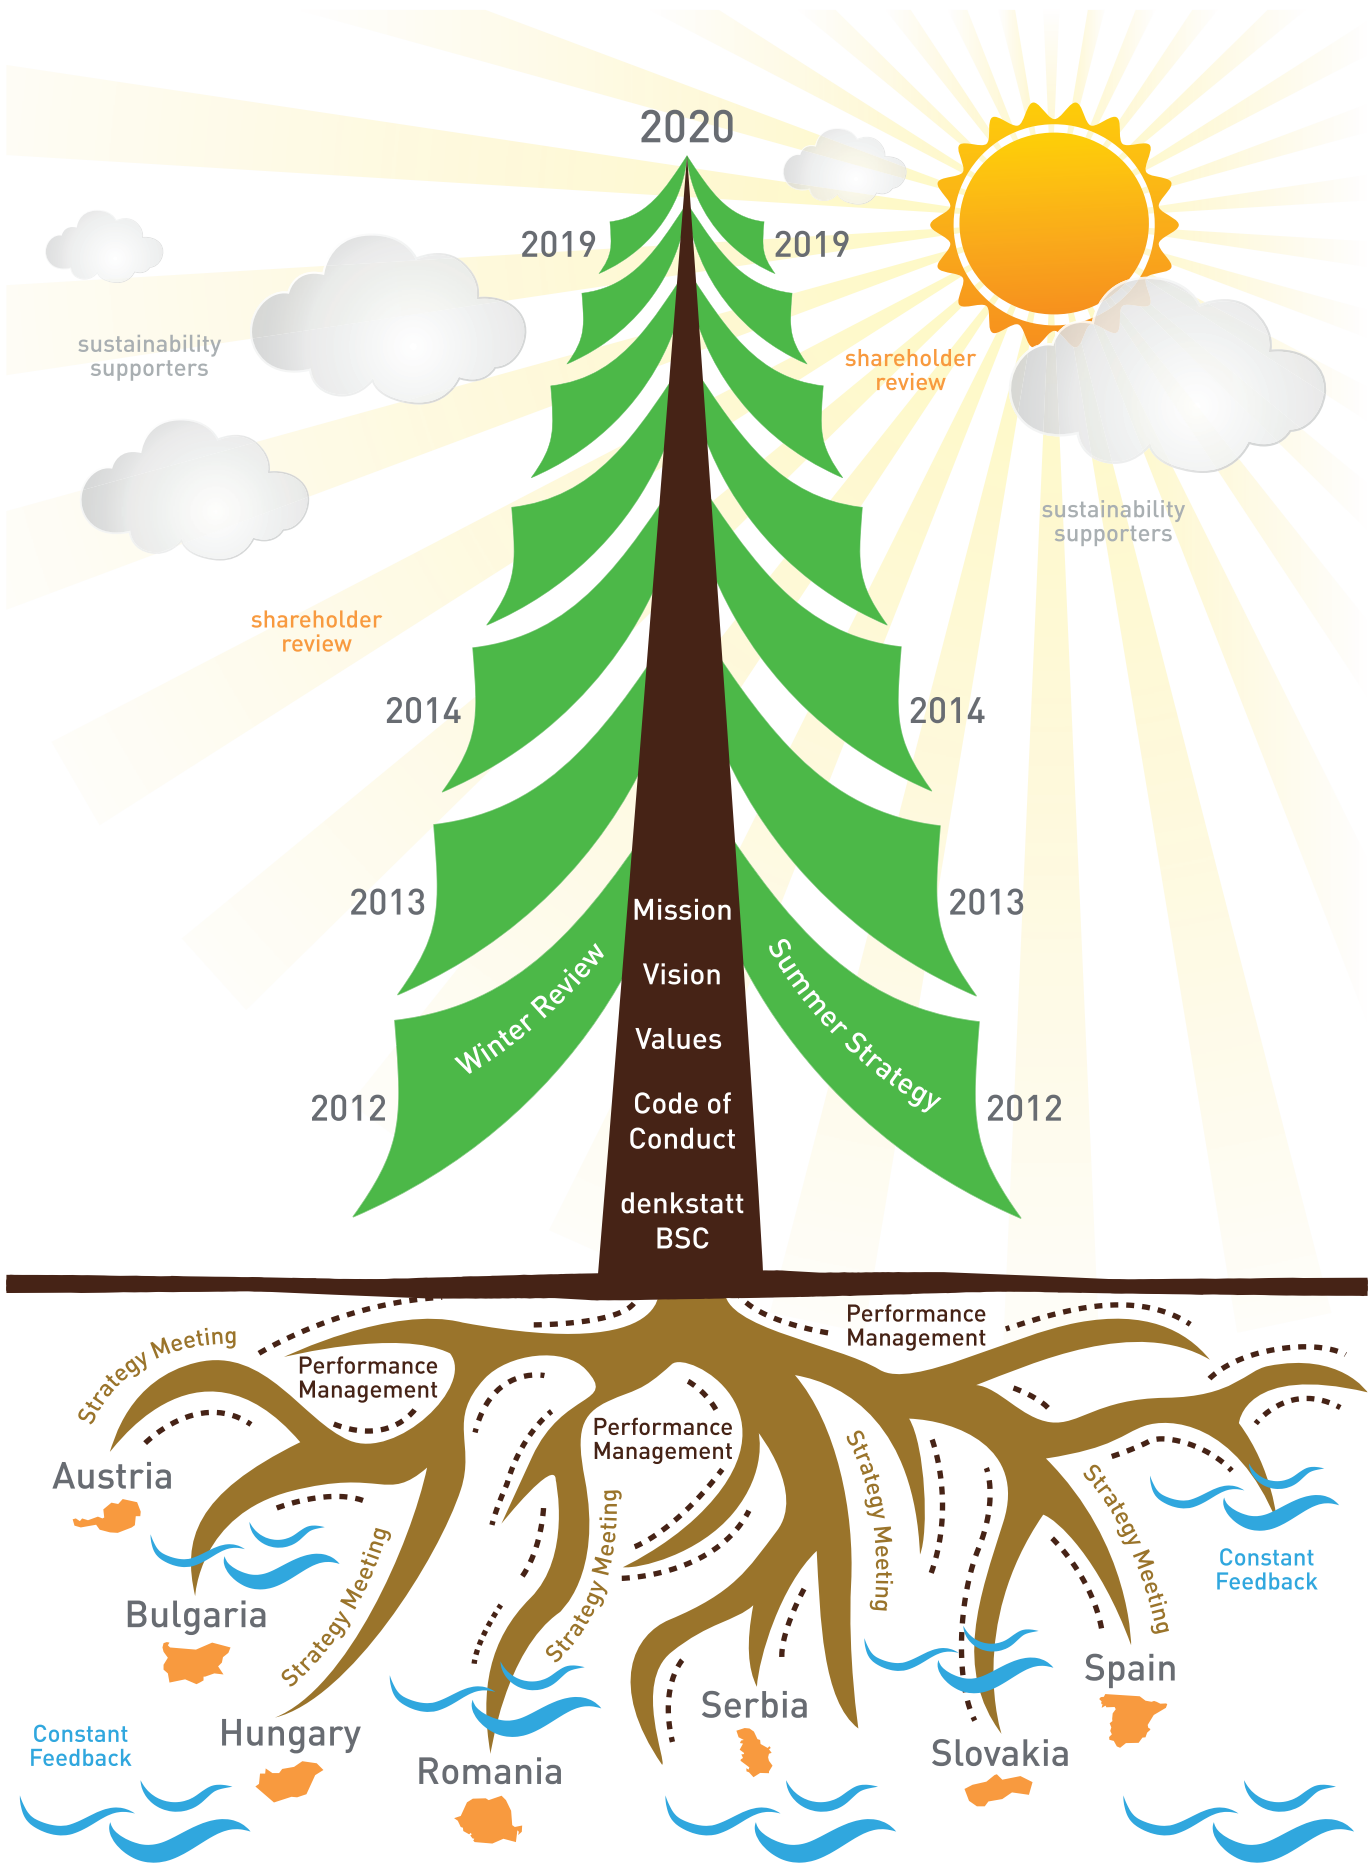 2020
2019
2019
sustainability
supporters
shareholder
review
sustainability
supporters
shareholder
review
2014
2014
2013
2013
Mission
Vision
Values
Code of
Conduct
denkstatt
BSC
Winter Review
Summer Strategy
2012
2012
Performance
Management
Strategy Meeting
Performance
Management
Performance
Management
Strategy Meeting
Strategy Meeting
Strategy Meeting
Strategy Meeting
Austria
Constant
Feedback
Bulgaria
Spain
Serbia
Hungary
Constant
Feedback
Slovakia
Romania